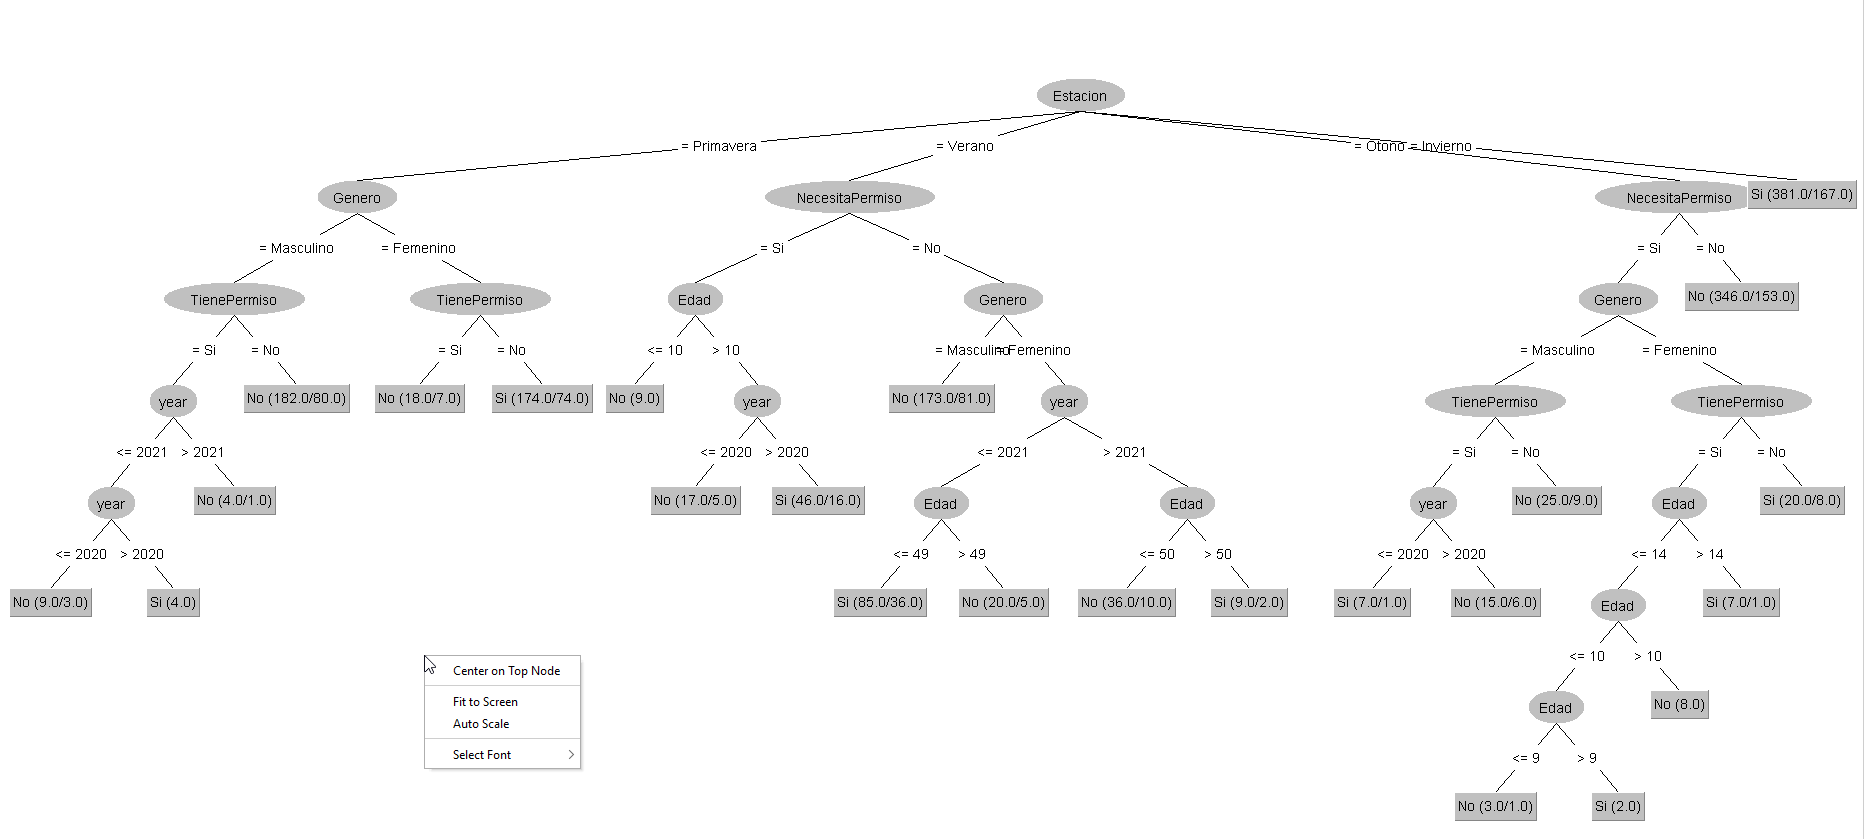 Estacion
= Primavera
= Verano
= Otono
= Invierno
Genero
NecesitaPermiso
NecesitaPermiso
Si (381.0/167.0)
= Masculino
= Femenino
= Si
= No
= Si
= No
TienePermiso
TienePermiso
Edad
Genero
Genero
No (346.0/153.0)
= Si
= No
= Si
= No
<= 10
> 10
= Masculino
= Femenino
= Masculino
= Femenino
year
No (182.0/80.0)
No (18.0/7.0)
Si (174.0/74.0)
No (9.0)
year
No (173.0/81.0)
year
TienePermiso
TienePermiso
<= 2021
> 2021
<= 2020
> 2020
<= 2021
> 2021
= Si
= No
= Si
= No
year
No (4.0/1.0)
No (17.0/5.0)
Si (46.0/16.0)
Edad
Edad
year
No (25.0/9.0)
Edad
Si (20.0/8.0)
<= 2020
> 2020
<= 49
> 49
<= 50
> 50
<= 2020
> 2020
<= 14
> 14
No (9.0/3.0)
Si (4.0)
Si (85.0/36.0)
No (20.0/5.0)
No (36.0/10.0)
Si (9.0/2.0)
Si (7.0/1.0)
No (15.0/6.0)
Edad
Si (7.0/1.0)
<= 10
> 10
Edad
No (8.0)
<= 9
> 9
No (3.0/1.0)
Si (2.0)
Center on Top Node
Fit to Screen
Auto Scale
Select Font